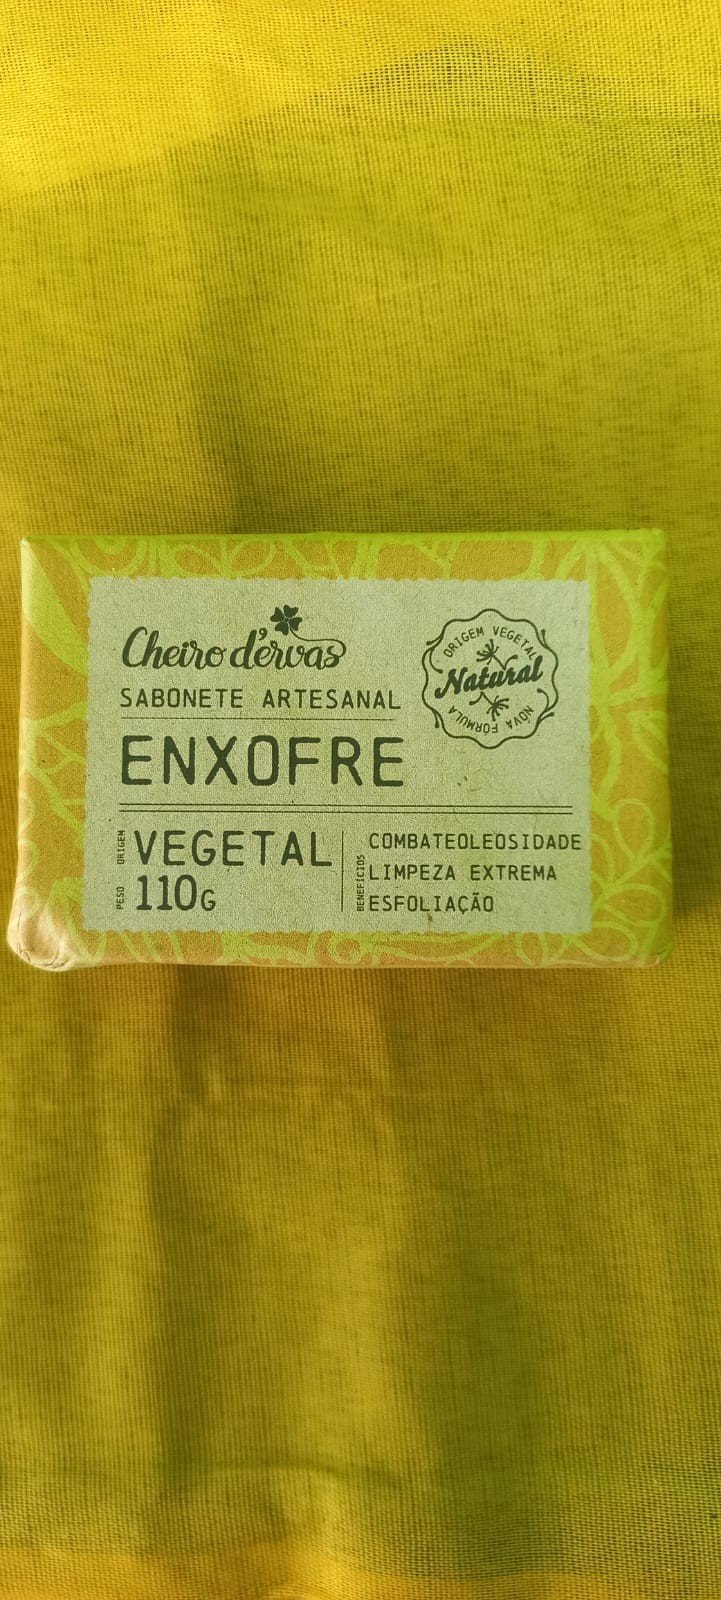 Cheiro d'ervas
SABONETE ARTESANAL
ENXOFRE
ORIGEM VEGETAL
PESO 110G
BENEFÍCIOS
COMBATEOLEOSIDADE
LIMPEZA EXTREMA
ESFOLIAÇÃO
ORIGEM VEGETAL
Natural
NOVA FÓRMULA